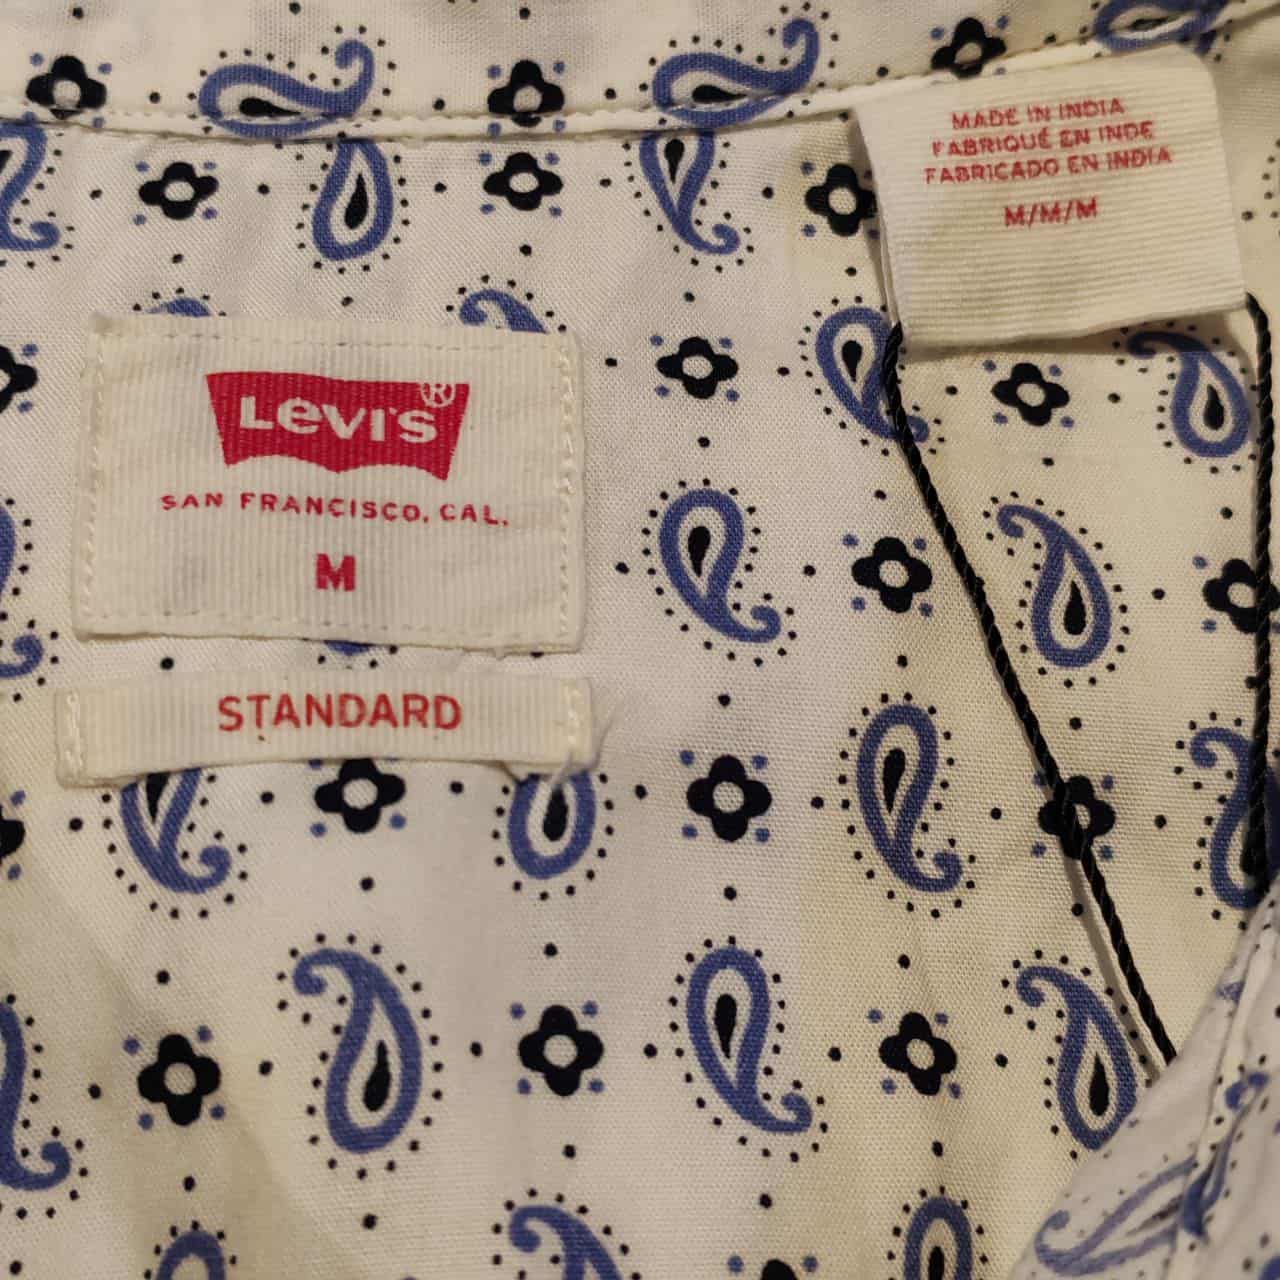 MADE IN INDIA
FABRIQUÉ EN INDE
FABRICADO EN INDIA
M/M/M
Levi's®
SAN FRANCISCO, CAL.
M
STANDARD